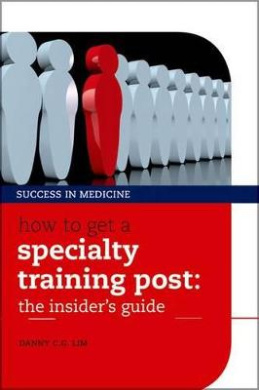 SUCCESS IN MEDICINE
how to get a
specialty
training post:
the insider's guide
DANNY C.G. LIM